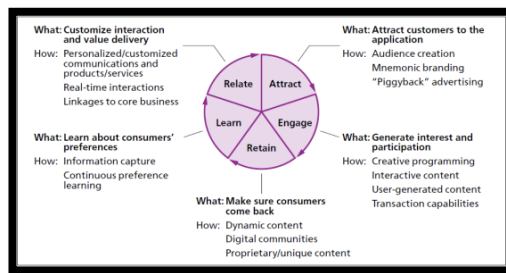 What: Customize interaction
and value delivery
How: Personalized/customized
communications and
products/services
Real-time interactions
Linkages to core business
What: Attract customers to the
application
How: Audience creation
Mnemonic branding
"Piggyback" advertising
Relate
Attract
Learn
Engage
Retain
What: Learn about consumers'
preferences
How: Information capture
Continuous preference
learning
What: Generate interest and
participation
How: Creative programming
Interactive content
User-generated content
Transaction capabilities
What: Make sure consumers
come back
How: Dynamic content
Digital communities
Proprietary/unique content